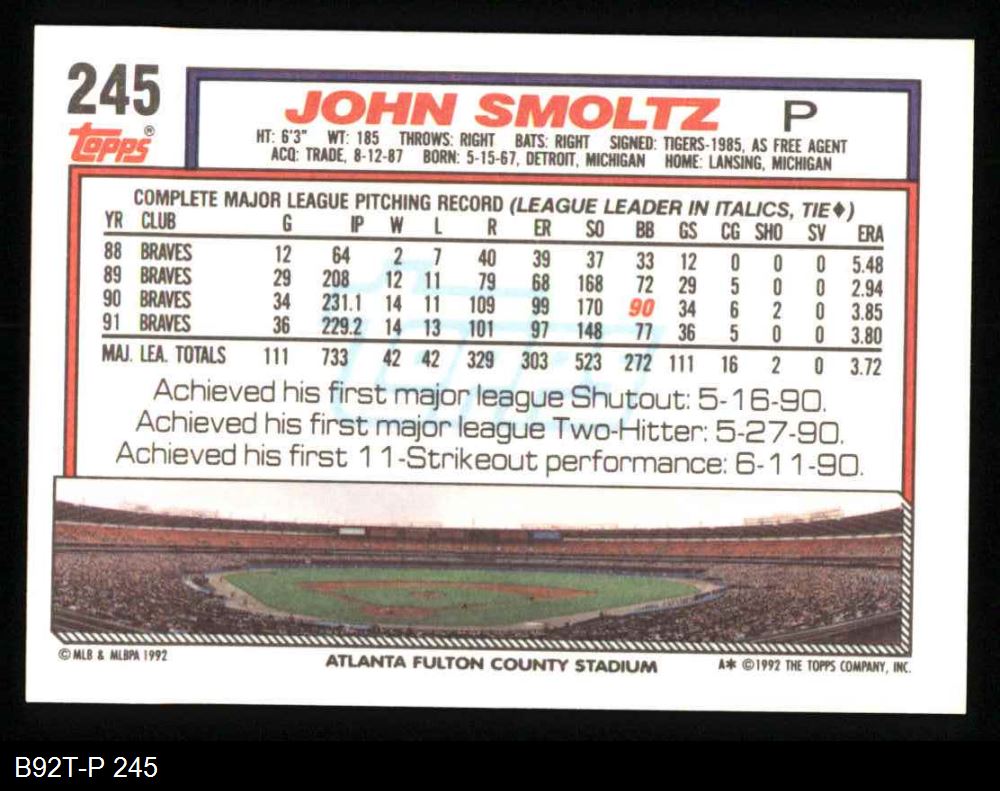 245
topps®
JOHN SMOLTZ P
HT: 6'3" WT: 185 THROWS: RIGHT BATS: RIGHT SIGNED: TIGERS-1985, AS FREE AGENT
ACQ: TRADE, 8-12-87 BORN: 5-15-67, DETROIT, MICHIGAN HOME: LANSING, MICHIGAN
COMPLETE MAJOR LEAGUE PITCHING RECORD (LEAGUE LEADER IN ITALICS, TIE♦)
YR CLUB G IP W L R ER SO BB GS CG SHO SV ERA
88 BRAVES 12 64 2 7 40 39 37 33 12 0 0 0 5.48
89 BRAVES 29 208 12 11 79 68 168 72 29 5 0 0 2.94
90 BRAVES 34 231.1 14 11 109 99 170 90 34 6 2 0 3.85
91 BRAVES 36 229.2 14 13 101 97 148 77 36 5 0 0 3.80
MAJ. LEA. TOTALS 111 733 42 42 329 303 523 272 111 16 2 0 3.72
Achieved his first major league Shutout: 5-16-90.
Achieved his first major league Two-Hitter: 5-27-90.
Achieved his first 11-Strikeout performance: 6-11-90.
© MLB & MLBPA 1992
ATLANTA FULTON COUNTY STADIUM
A* ©1992 THE TOPPS COMPANY, INC.
B92T-P 245